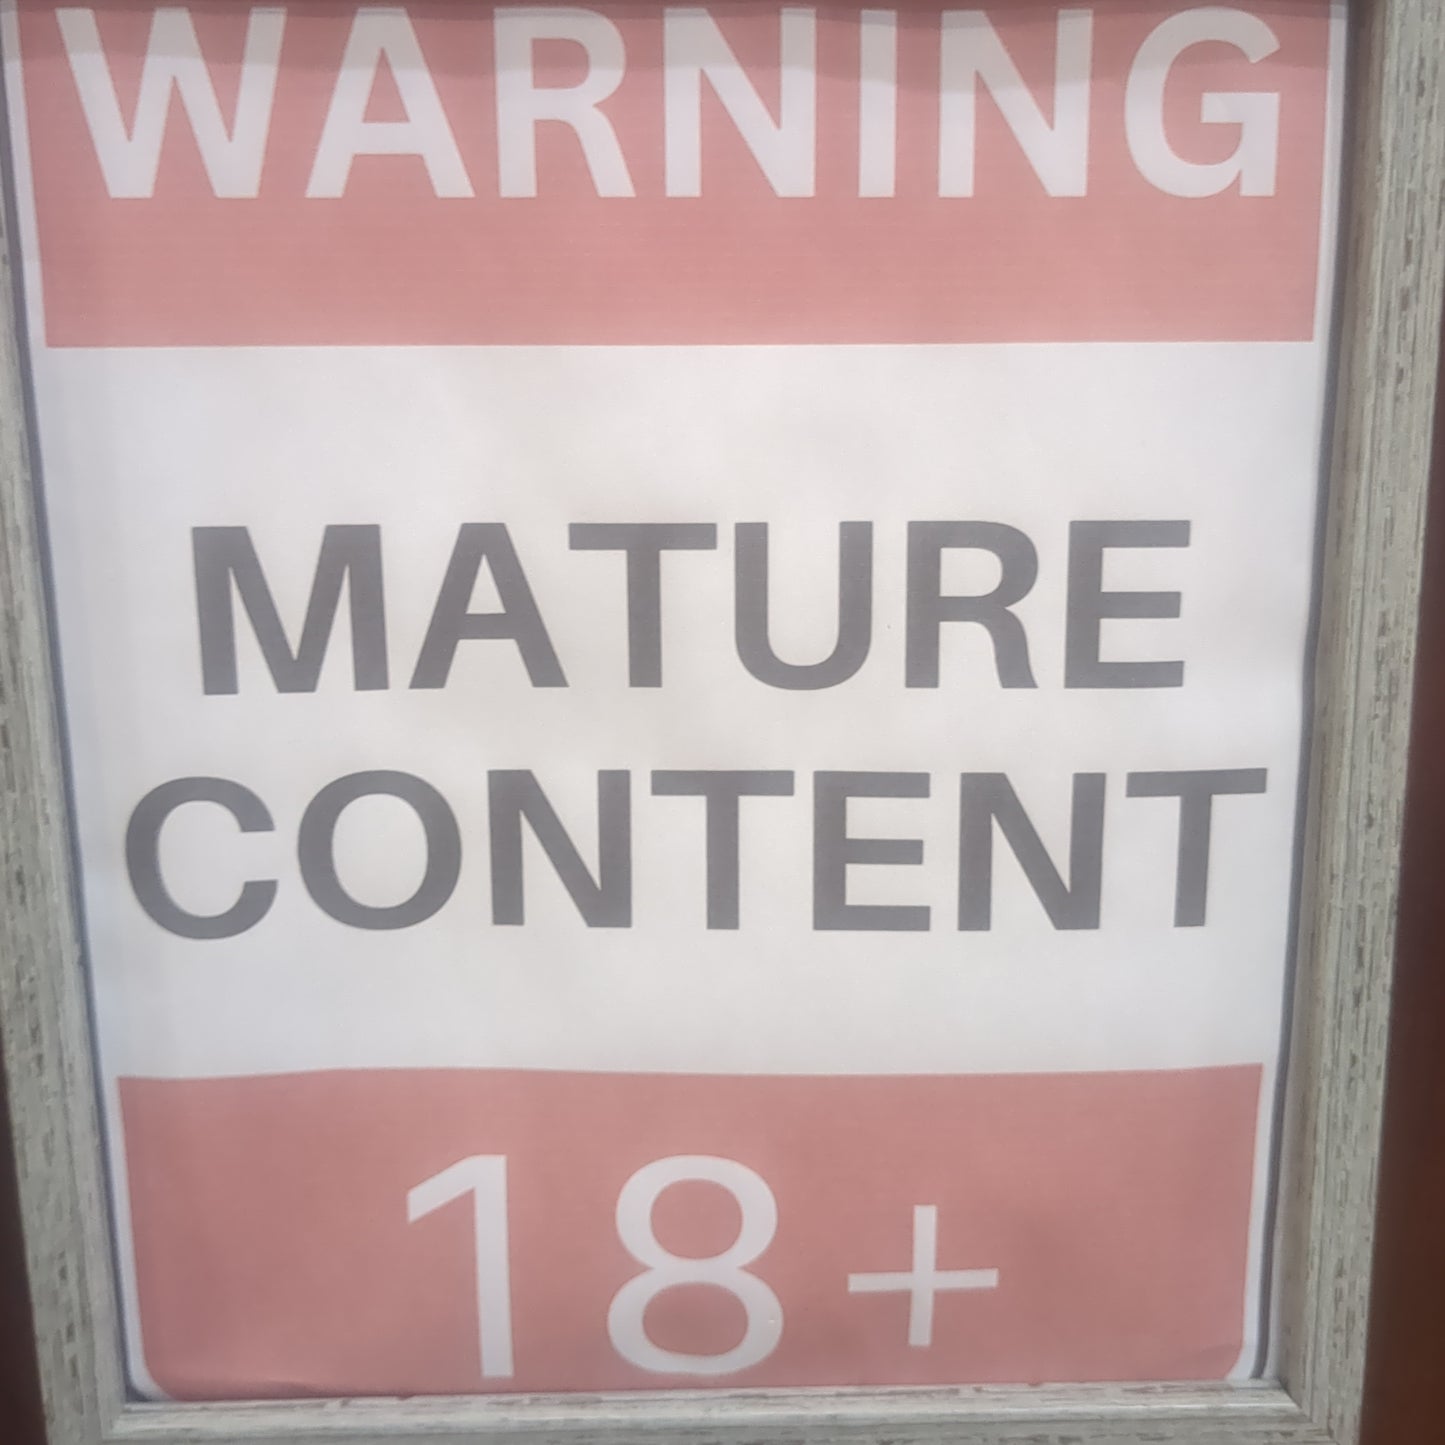 WARNING
MATURE
CONTENT
18+